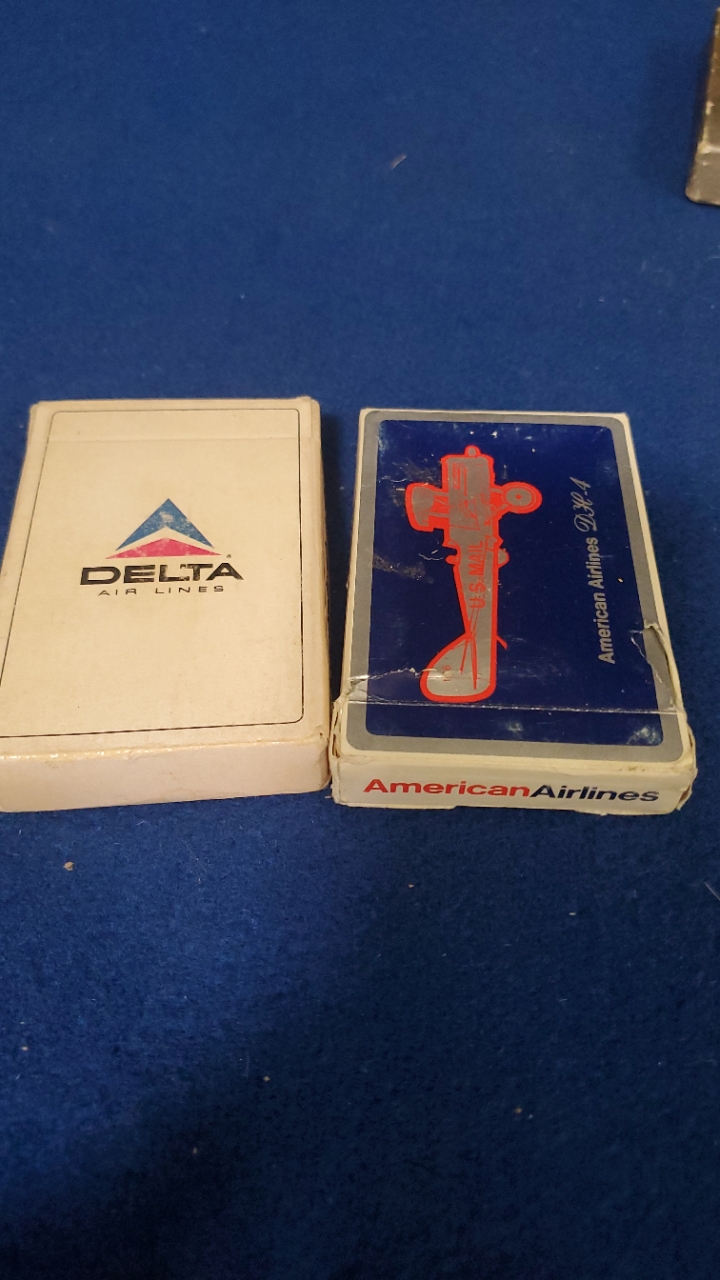 DELTA
AIR LINES
U.S. MAIL
American Airlines DH-4
AmericanAirlines